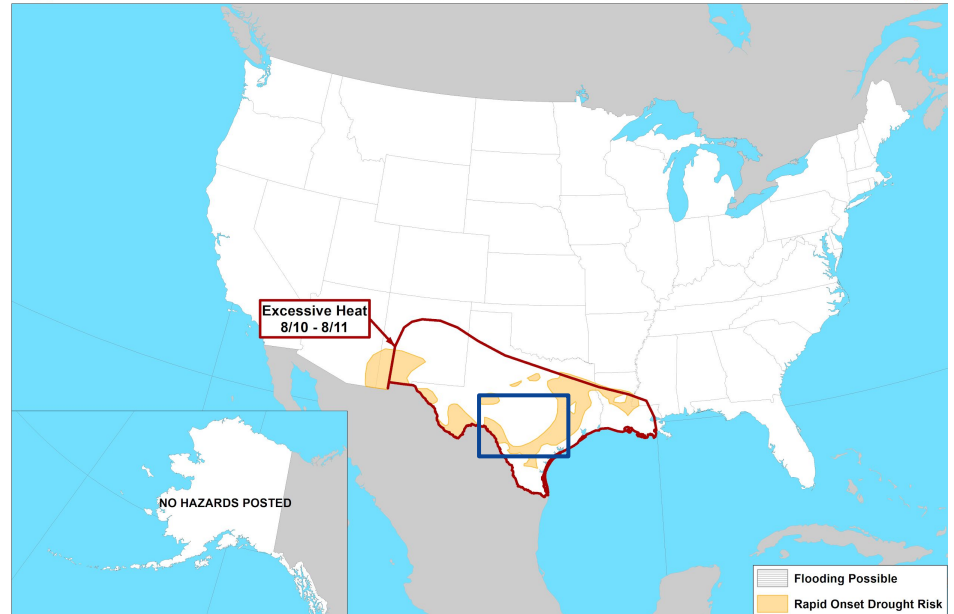 Excessive Heat
8/10 - 8/11
NO HAZARDS POSTED
Flooding Possible
Rapid Onset Drought Risk